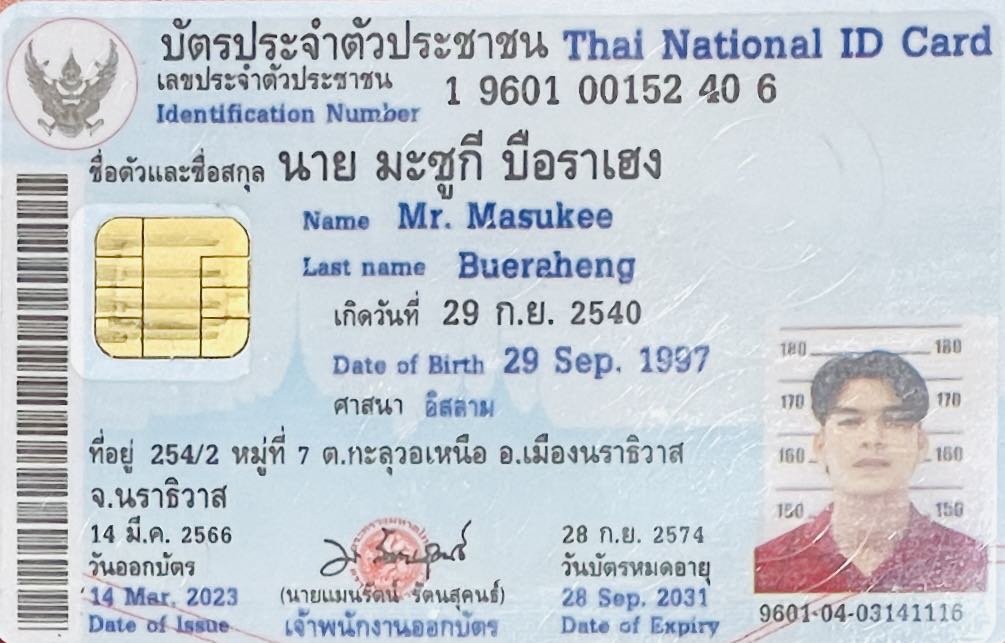 บัตรประจำตัวประชาชน Thai National ID Card
เลขประจำตัวประชาชน
Identification Number 1 9601 00152 40 6
ชื่อตัวและชื่อสกุล นาย มะซูกี บือราเฮง
Name Mr. Masukee
Last name Bueraheng
เกิดวันที่ 29 ก.ย. 2540
Date of Birth 29 Sep. 1997
ศาสนา อิสลาม
ที่อยู่ 254/2 หมู่ที่ 7 ต.กะลุวอเหนือ อ.เมืองนราธิวาส
จ.นราธิวาส
14 มี.ค. 2566
วันออกบัตร
14 Mar. 2023
Date of Issue
(นายแมนรัตน์ รัตนสุคนธ์)
เจ้าพนักงานออกบัตร
28 ก.ย. 2574
วันบัตรหมดอายุ
28 Sep. 2031
Date of Expiry
180 180
170 170
160 160
150 150
9601-04-03141116